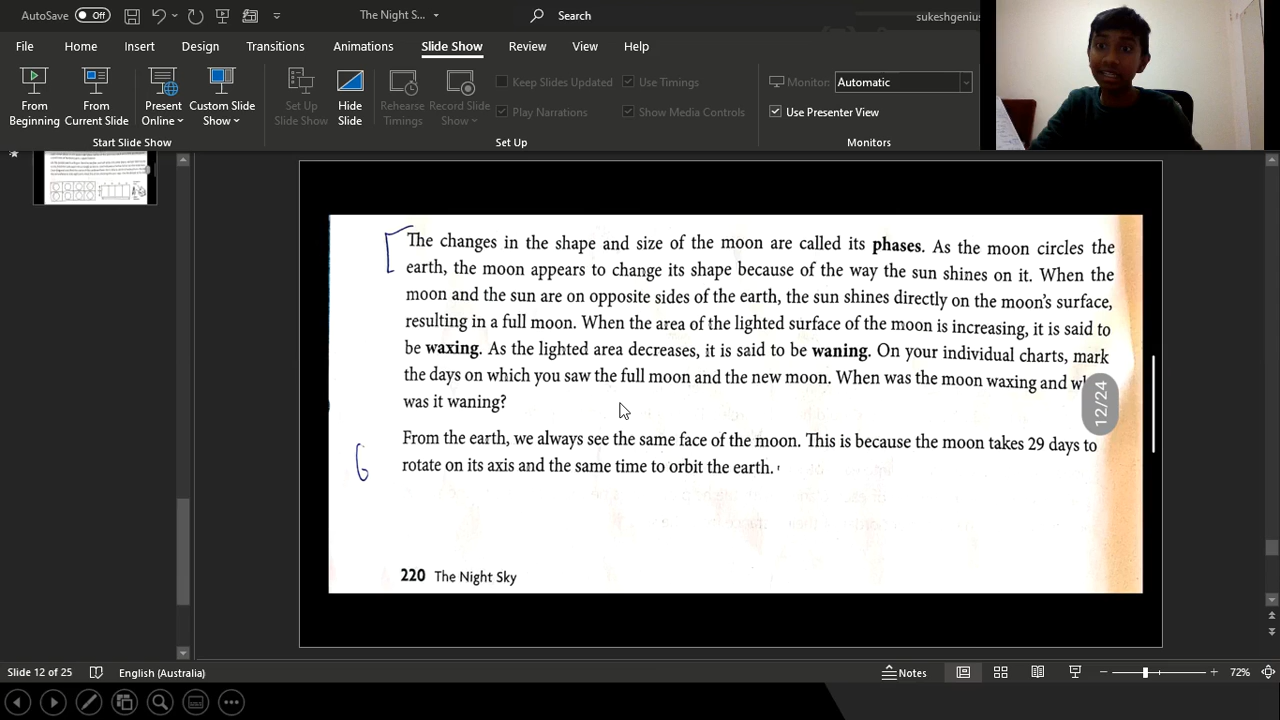 AutoSave Off The Night S... Search sukeshgenius
File Home Insert Design Transitions Animations Slide Show Review View Help
From Beginning
From Current Slide
Present Online
Custom Slide Show
Set Up Slide Show
Hide Slide
Rehearse Timings
Record Slide Show
Keep Slides Updated
Play Narrations
Use Timings
Show Media Controls
Monitor: Automatic
Use Presenter View
Start Slide Show Set Up Monitors
The changes in the shape and size of the moon are called its phases. As the moon circles the
earth, the moon appears to change its shape because of the way the sun shines on it. When the
moon and the sun are on opposite sides of the earth, the sun shines directly on the moon's surface,
resulting in a full moon. When the area of the lighted surface of the moon is increasing, it is said to
be waxing. As the lighted area decreases, it is said to be waning. On your individual charts, mark
the days on which you saw the full moon and the new moon. When was the moon waxing and
was it waning?
12/24
From the earth, we always see the same face of the moon. This is because the moon takes 29 days to
rotate on its axis and the same time to orbit the earth.
220 The Night Sky
Slide 12 of 25 English (Australia) Notes 72%